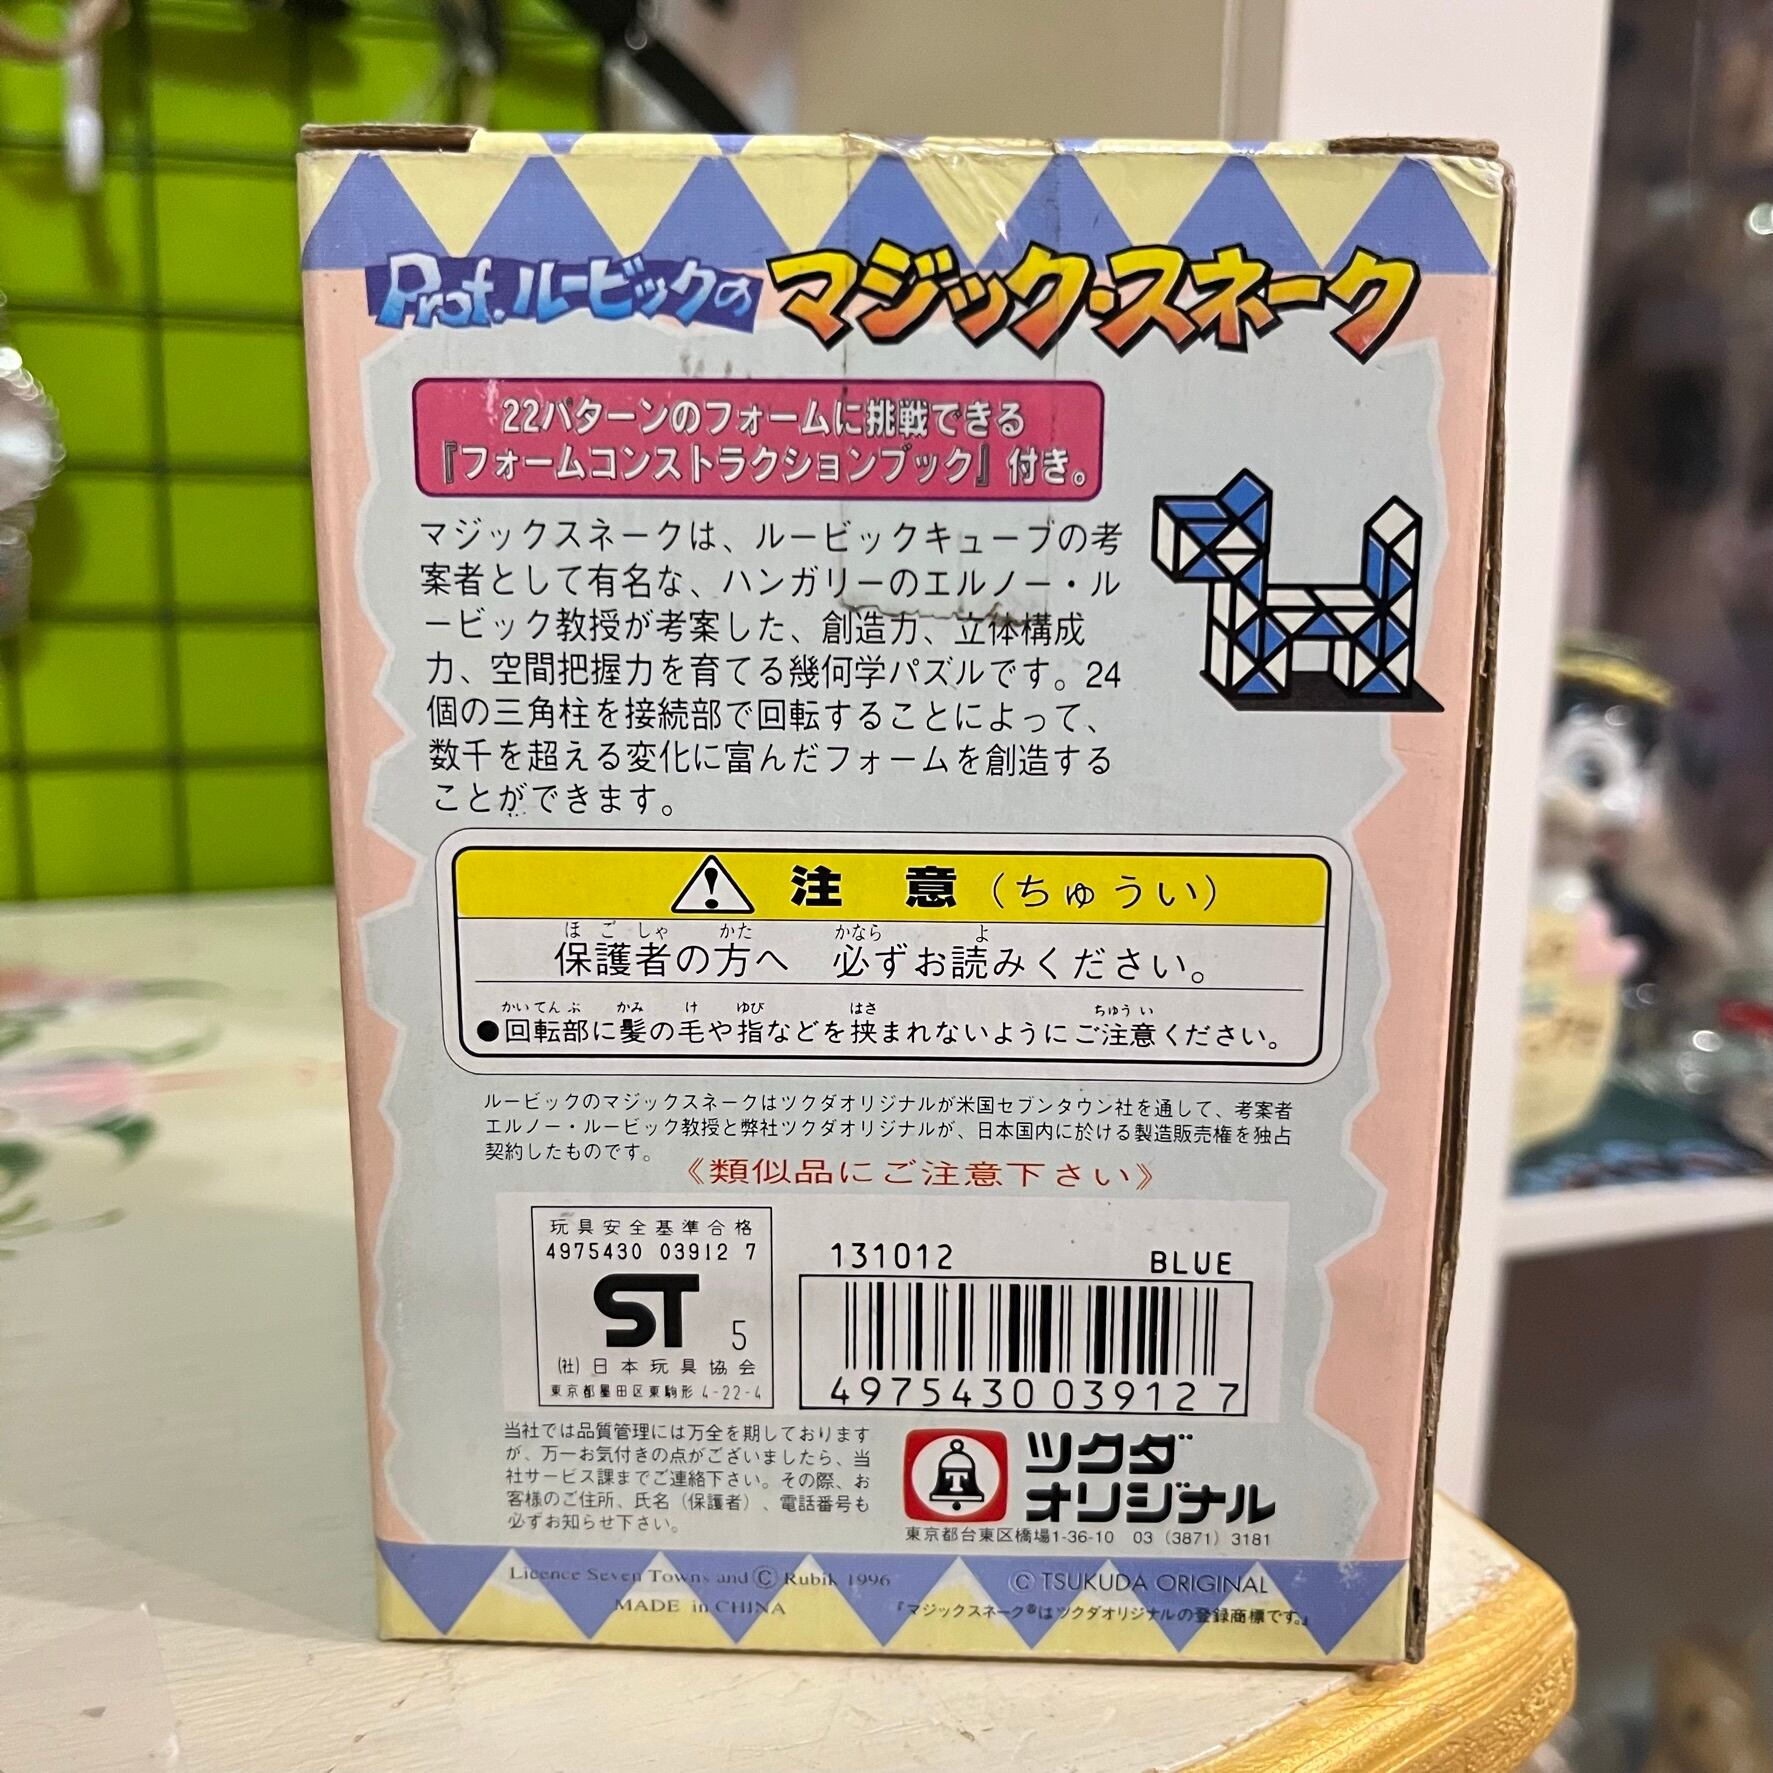 Prof.ルービックの マジック・スネーク
22パターンのフォームに挑戦できる
『フォームコンストラクションブック』付き。
マジックスネークは、ルービックキューブの考
案者として有名な、ハンガリーのエルノー・ル
ービック教授が考案した、創造力、立体構成
力、空間把握力を育てる幾何学パズルです。24
個の三角柱を接続部で回転することによって、
数千を超える変化に富んだフォームを創造する
ことができます。
注 意 (ちゅうい)
ほ ご しゃ かた かなら よ
保護者の方へ 必ずお読みください。
かいてんぶ かみ け ゆび はさ ちゅうい
●回転部に髪の毛や指などを挟まれないようにご注意ください。
ルービックのマジックスネークはツクダオリジナルが米国セブンタウン社を通して、考案者
エルノー・ルービック教授と弊社ツクダオリジナルが、日本国内に於ける製造販売権を独占
契約したものです。
《類似品にご注意下さい》
玩具安全基準合格
4975430 03912 7
ST 5
(社)日本玩具協会
東京都墨田区東駒形 4-22-4
131012 BLUE
4975430039127
当社では品質管理には万全を期しております
が、万一お気付きの点がございましたら、当
社サービス課までご連絡下さい。その際、お
客様のご住所、氏名(保護者)、電話番号も
必ずお知らせ下さい。
T
ツクダ
オリジナル
東京都台東区橋場1-36-10 03 (3871) 3181
Licence Seven Towns and © Rubik 1996
MADE in CHINA
© TSUKUDA ORIGINAL
『マジックスネーク®はツクダオリジナルの登録商標です。』